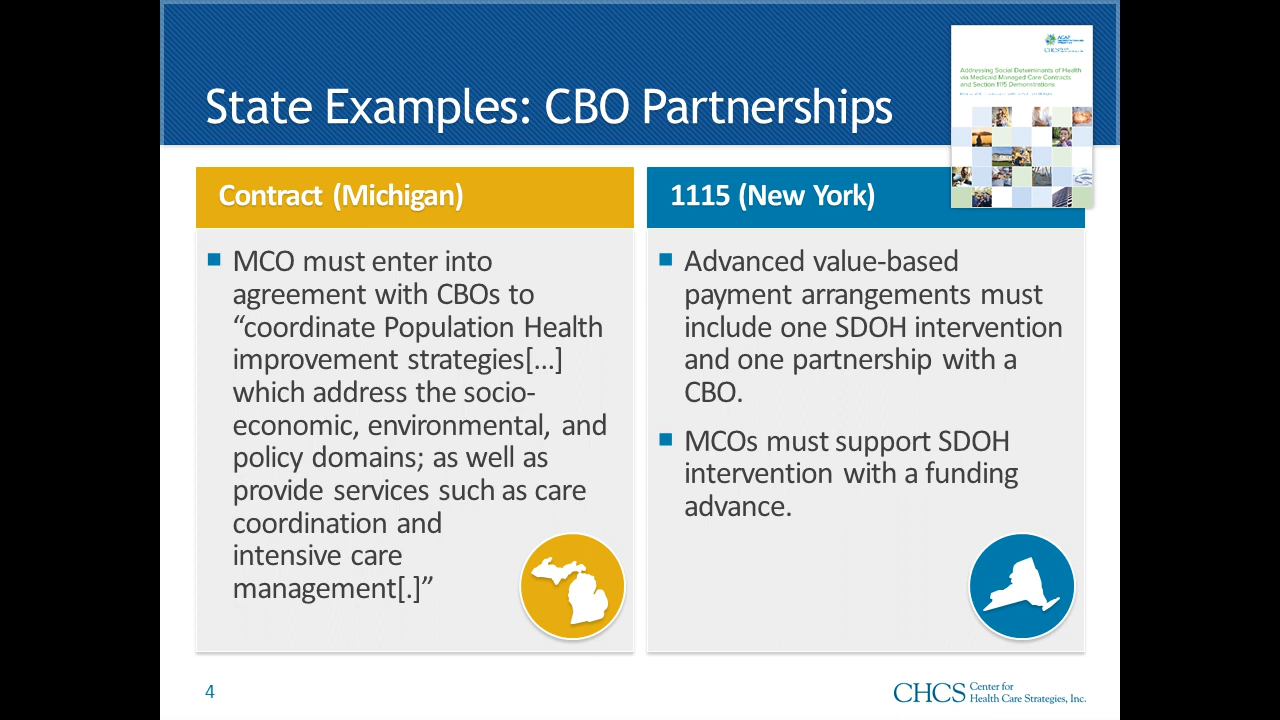 State Examples: CBO Partnerships
ACAP
CHCS
Addressing Social Determinants of Health
via Medicaid Managed Care Contracts
and Section 1115 Demonstrations
Contract (Michigan)
MCO must enter into
agreement with CBOs to
“coordinate Population Health
improvement strategies[...]
which address the socio-
economic, environmental, and
policy domains; as well as
provide services such as care
coordination and
intensive care
management[.]”
1115 (New York)
Advanced value-based
payment arrangements must
include one SDOH intervention
and one partnership with a
CBO.
MCOs must support SDOH
intervention with a funding
advance.
4
CHCS Center for
Health Care Strategies, Inc.